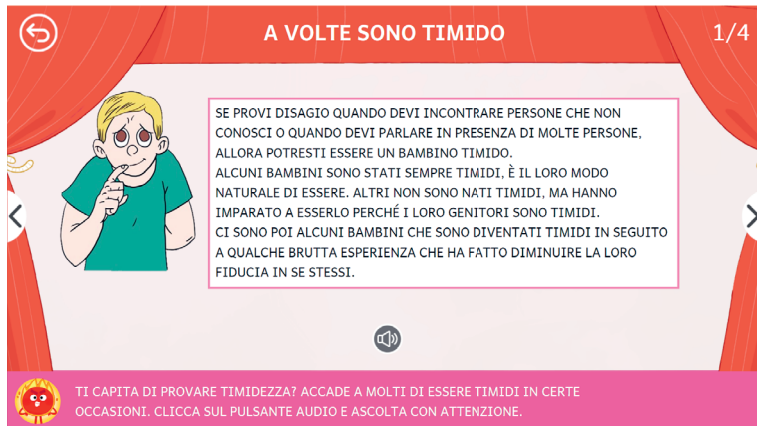 A VOLTE SONO TIMIDO
1/4
SE PROVI DISAGIO QUANDO DEVI INCONTRARE PERSONE CHE NON
CONOSCI O QUANDO DEVI PARLARE IN PRESENZA DI MOLTE PERSONE,
ALLORA POTRESTI ESSERE UN BAMBINO TIMIDO.
ALCUNI BAMBINI SONO STATI SEMPRE TIMIDI, È IL LORO MODO
NATURALE DI ESSERE. ALTRI NON SONO NATI TIMIDI, MA HANNO
IMPARATO A ESSERLO PERCHÉ I LORO GENITORI SONO TIMIDI.
CI SONO POI ALCUNI BAMBINI CHE SONO DIVENTATI TIMIDI IN SEGUITO
A QUALCHE BRUTTA ESPERIENZA CHE HA FATTO DIMINUIRE LA LORO
FIDUCIA IN SE STESSI.
TI CAPITA DI PROVARE TIMIDEZZA? ACCADE A MOLTI DI ESSERE TIMIDI IN CERTE
OCCASIONI. CLICCA SUL PULSANTE AUDIO E ASCOLTA CON ATTENZIONE.